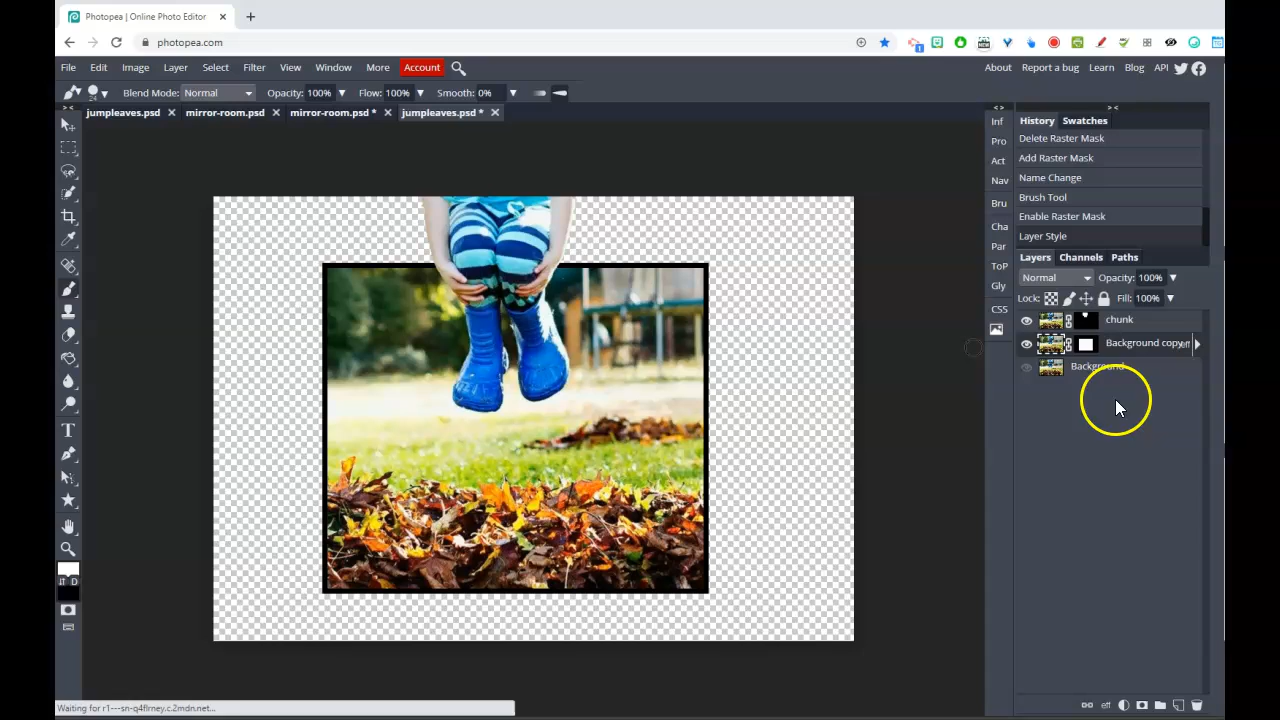 Photopea | Online Photo Editor
photopea.com
1
File Edit Image Layer Select Filter View Window More Account
About Report a bug Learn Blog API
24 Blend Mode: Normal Opacity: 100% Flow: 100% Smooth: 0%
jumpleaves.psd mirror-room.psd mirror-room.psd * jumpleaves.psd *
Inf
Pro
Act
Nav
Bru
Cha
Par
ToP
Gly
CSS
History Swatches
Delete Raster Mask
Add Raster Mask
Name Change
Brush Tool
Enable Raster Mask
Layer Style
Layers Channels Paths
Normal Opacity: 100%
Lock: Fill: 100%
chunk
Background copy eff
Background
D
eff
Waiting for r1---sn-q4flrney.c.2mdn.net...